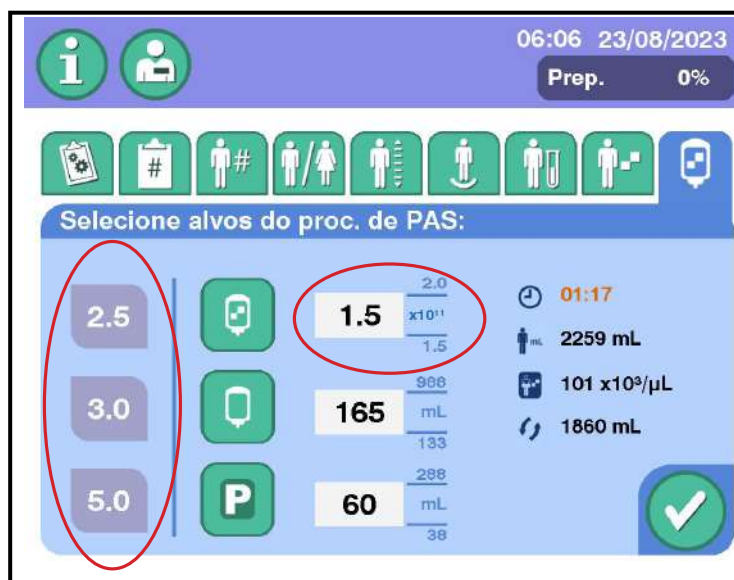 06:06 23/08/2023
Prep. 0%
# # /
Selecione alvos do proc. de PAS:
2.5 1.5 2.0 x10¹¹ 1.5 01:17
mL 2259 mL
3.0 165 988 mL 133 101 x10³/µL
1860 mL
5.0 P 60 288 mL 38